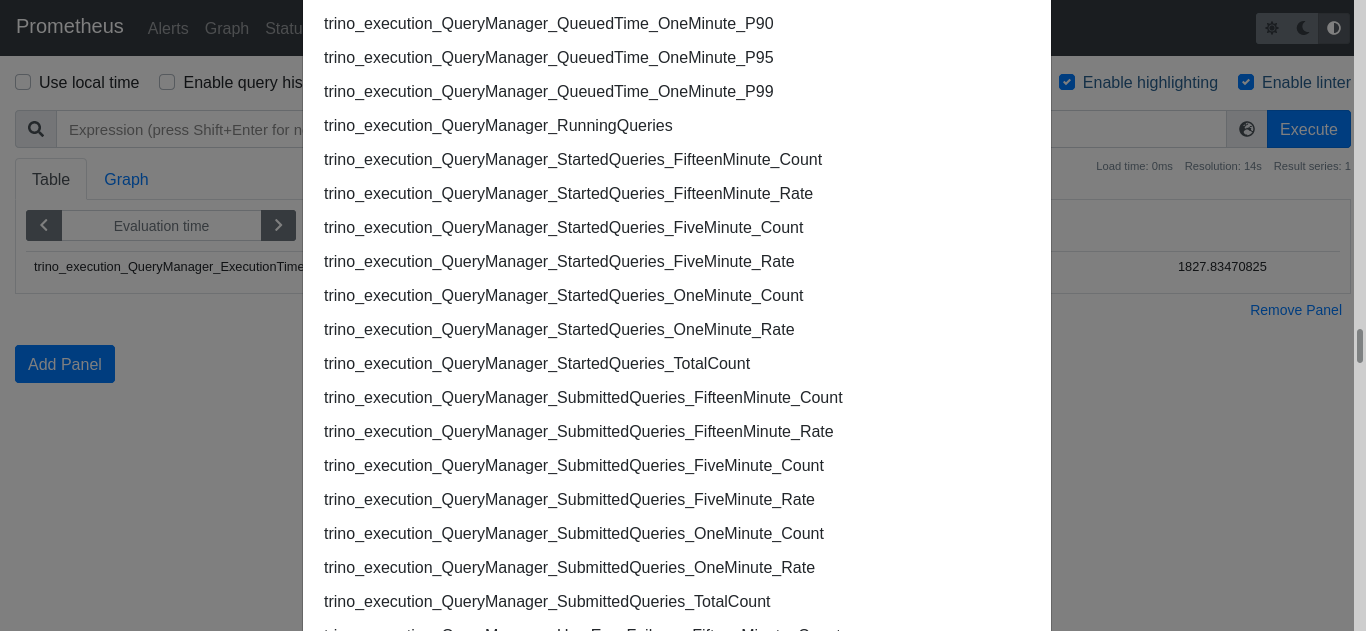 Prometheus Alerts Graph Statu
Use local time Enable query his Enable highlighting Enable linter
Expression (press Shift+Enter for n Execute
Load time: 0ms Resolution: 14s Result series: 1
Table Graph
Evaluation time
trino_execution_QueryManager_ExecutionTime 1827.83470825
Remove Panel
Add Panel
trino_execution_QueryManager_QueuedTime_OneMinute_P90
trino_execution_QueryManager_QueuedTime_OneMinute_P95
trino_execution_QueryManager_QueuedTime_OneMinute_P99
trino_execution_QueryManager_RunningQueries
trino_execution_QueryManager_StartedQueries_FifteenMinute_Count
trino_execution_QueryManager_StartedQueries_FifteenMinute_Rate
trino_execution_QueryManager_StartedQueries_FiveMinute_Count
trino_execution_QueryManager_StartedQueries_FiveMinute_Rate
trino_execution_QueryManager_StartedQueries_OneMinute_Count
trino_execution_QueryManager_StartedQueries_OneMinute_Rate
trino_execution_QueryManager_StartedQueries_TotalCount
trino_execution_QueryManager_SubmittedQueries_FifteenMinute_Count
trino_execution_QueryManager_SubmittedQueries_FifteenMinute_Rate
trino_execution_QueryManager_SubmittedQueries_FiveMinute_Count
trino_execution_QueryManager_SubmittedQueries_FiveMinute_Rate
trino_execution_QueryManager_SubmittedQueries_OneMinute_Count
trino_execution_QueryManager_SubmittedQueries_OneMinute_Rate
trino_execution_QueryManager_SubmittedQueries_TotalCount